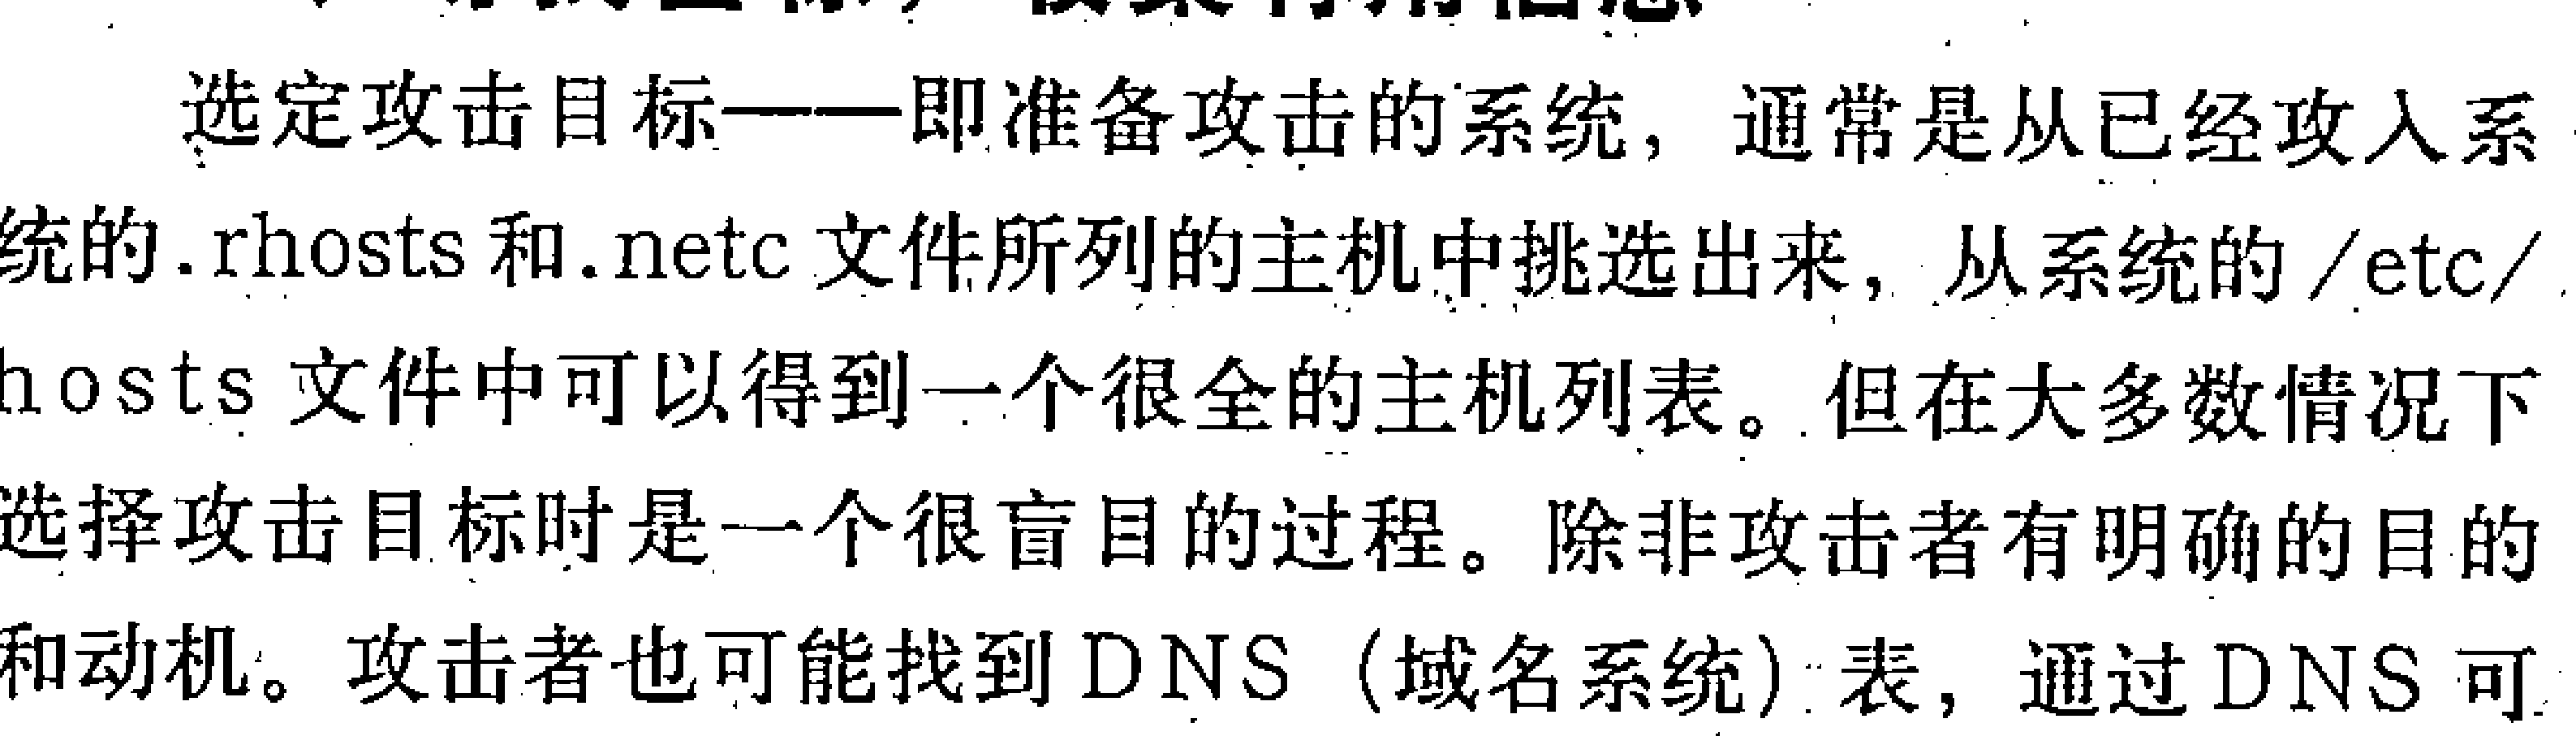 选定攻击目标——即准备攻击的系统，通常是从已经攻入系
统的.rhosts和.netc文件所列的主机中挑选出来，从系统的/etc/
hosts文件中可以得到一个很全的主机列表。但在大多数情况下
选择攻击目标时是一个很盲目的过程。除非攻击者有明确的目的
和动机。攻击者也可能找到DNS（域名系统）表，通过DNS可